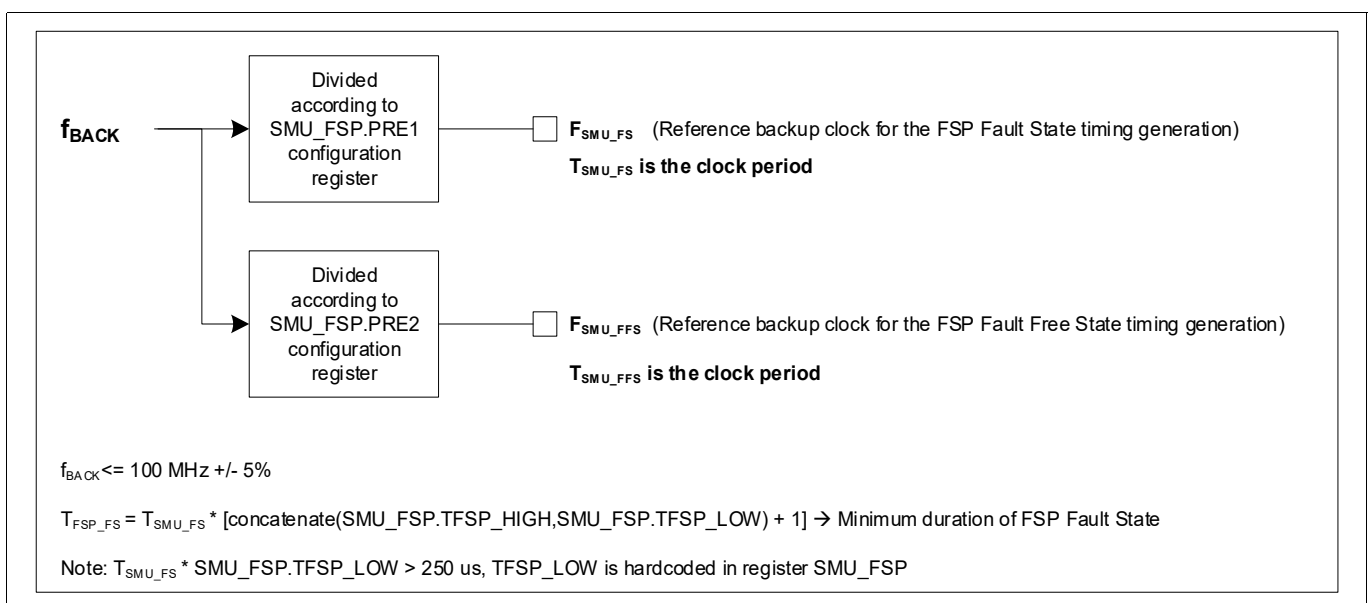 Divided
according to
SMU_FSP.PRE1
configuration
register
fBACK
FSMU_FS (Reference backup clock for the FSP Fault State timing generation)
TSMU_FS is the clock period
Divided
according to
SMU_FSP.PRE2
configuration
register
FSMU_FFS (Reference backup clock for the FSP Fault Free State timing generation)
TSMU_FFS is the clock period
fBACK<= 100 MHz +/- 5%
TFSP_FS = TSMU_FS * [concatenate(SMU_FSP.TFSP_HIGH,SMU_FSP.TFSP_LOW) + 1] → Minimum duration of FSP Fault State
Note: TSMU_FS * SMU_FSP.TFSP_LOW > 250 us, TFSP_LOW is hardcoded in register SMU_FSP